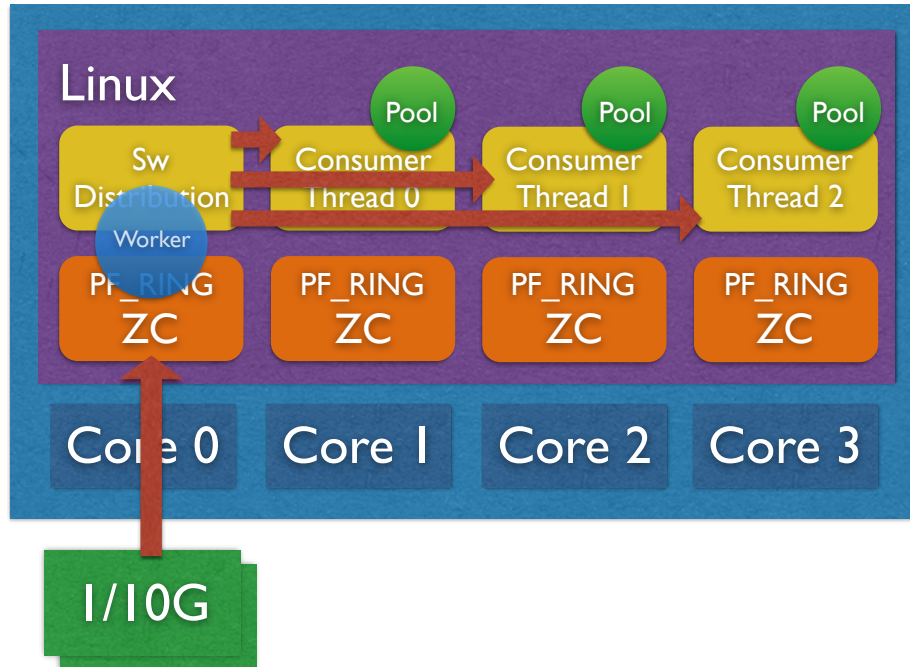 Linux
Pool
Pool
Pool
Sw
Distribution
Consumer
Thread 0
Consumer
Thread 1
Consumer
Thread 2
Worker
PF_RING
ZC
PF_RING
ZC
PF_RING
ZC
PF_RING
ZC
Core 0
Core 1
Core 2
Core 3
1/10G